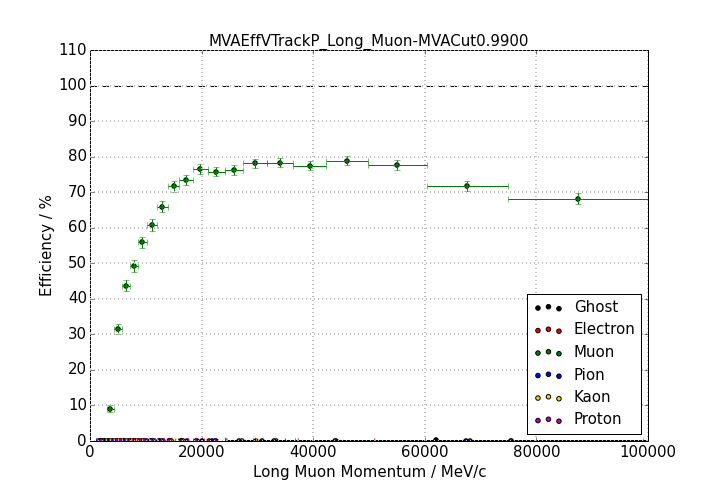 MVAEffVTrackP_Long_Muon-MVACut0.9900
110
100
90
80
70
60
50
40
30
20
10
0
Efficiency / %
Ghost
Electron
Muon
Pion
Kaon
Proton
0 20000 40000 60000 80000 100000
Long Muon Momentum / MeV/c